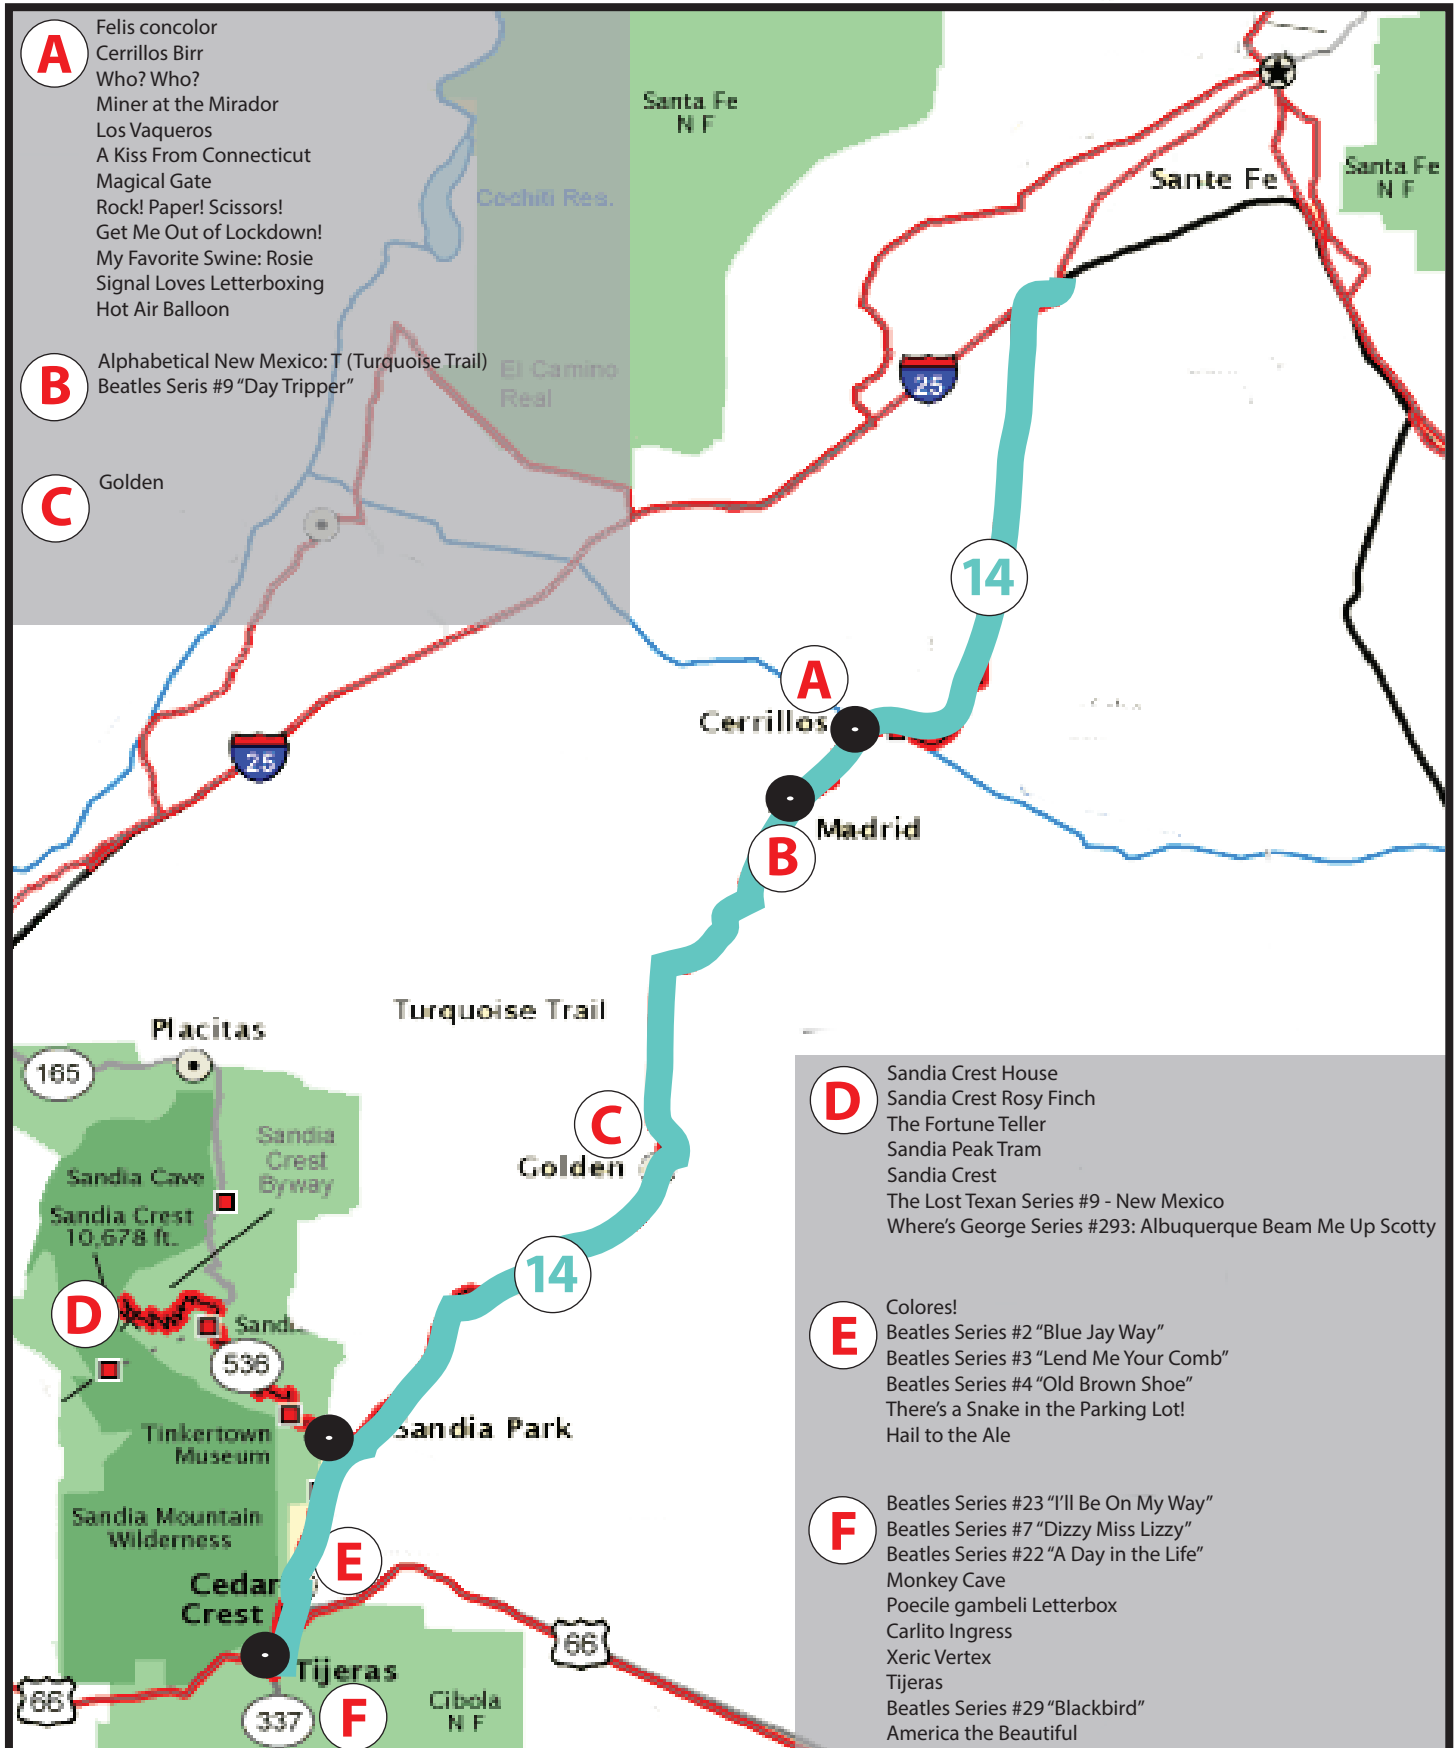 A
Felis concolor
Cerrillos Birr
Who? Who?
Miner at the Mirador
Los Vaqueros
A Kiss From Connecticut
Magical Gate
Rock! Paper! Scissors!
Get Me Out of Lockdown!
My Favorite Swine: Rosie
Signal Loves Letterboxing
Hot Air Balloon
B
Alphabetical New Mexico: T (Turquoise Trail)
Beatles Seris #9 “Day Tripper”
C
Golden
Santa Fe
N F
Cochiti Res.
Sante Fe
Santa Fe
N F
El Camino
Real
25
14
A
Cerrillos
25
Madrid
B
Turquoise Trail
Placitas
165
C
Golden
Sandia
Crest
Byway
Sandia Cave
Sandia Crest
10,678 ft.
14
D
Sandi
536
Tinkertown
Museum
Sandia Park
Sandia Mountain
Wilderness
E
Cedar
Crest
66
Tijeras
66
337
F
Cibola
N F
D
Sandia Crest House
Sandia Crest Rosy Finch
The Fortune Teller
Sandia Peak Tram
Sandia Crest
The Lost Texan Series #9 - New Mexico
Where’s George Series #293: Albuquerque Beam Me Up Scotty
E
Colores!
Beatles Series #2 “Blue Jay Way”
Beatles Series #3 “Lend Me Your Comb”
Beatles Series #4 “Old Brown Shoe”
There’s a Snake in the Parking Lot!
Hail to the Ale
F
Beatles Series #23 “I’ll Be On My Way”
Beatles Series #7 “Dizzy Miss Lizzy”
Beatles Series #22 “A Day in the Life”
Monkey Cave
Poecile gambeli Letterbox
Carlito Ingress
Xeric Vertex
Tijeras
Beatles Series #29 “Blackbird”
America the Beautiful